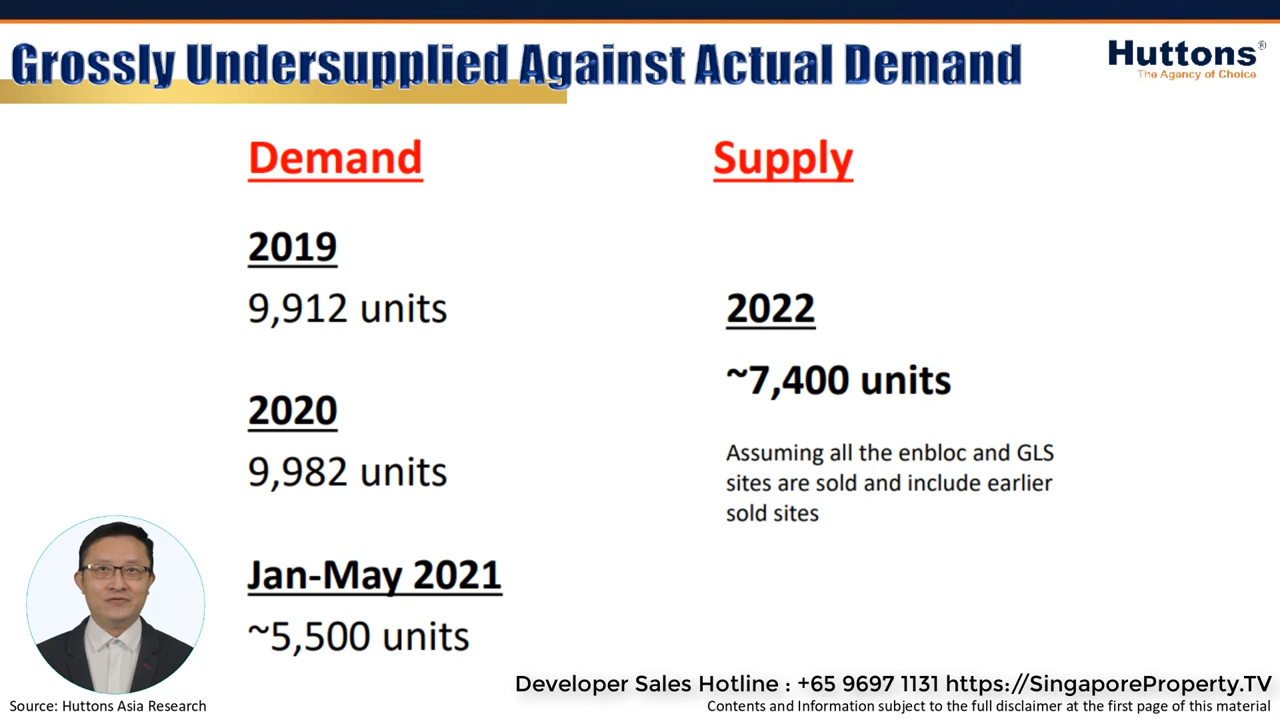 Grossly Undersupplied Against Actual Demand
Huttons®
The Agency of Choice
Demand
2019
9,912 units
2020
9,982 units
Jan-May 2021
~5,500 units
Supply
2022
~7,400 units
Assuming all the enbloc and GLS
sites are sold and include earlier
sold sites
Developer Sales Hotline : +65 9697 1131 https://SingaporeProperty.TV
Source: Huttons Asia Research
Contents and Information subject to the full disclaimer at the first page of this material